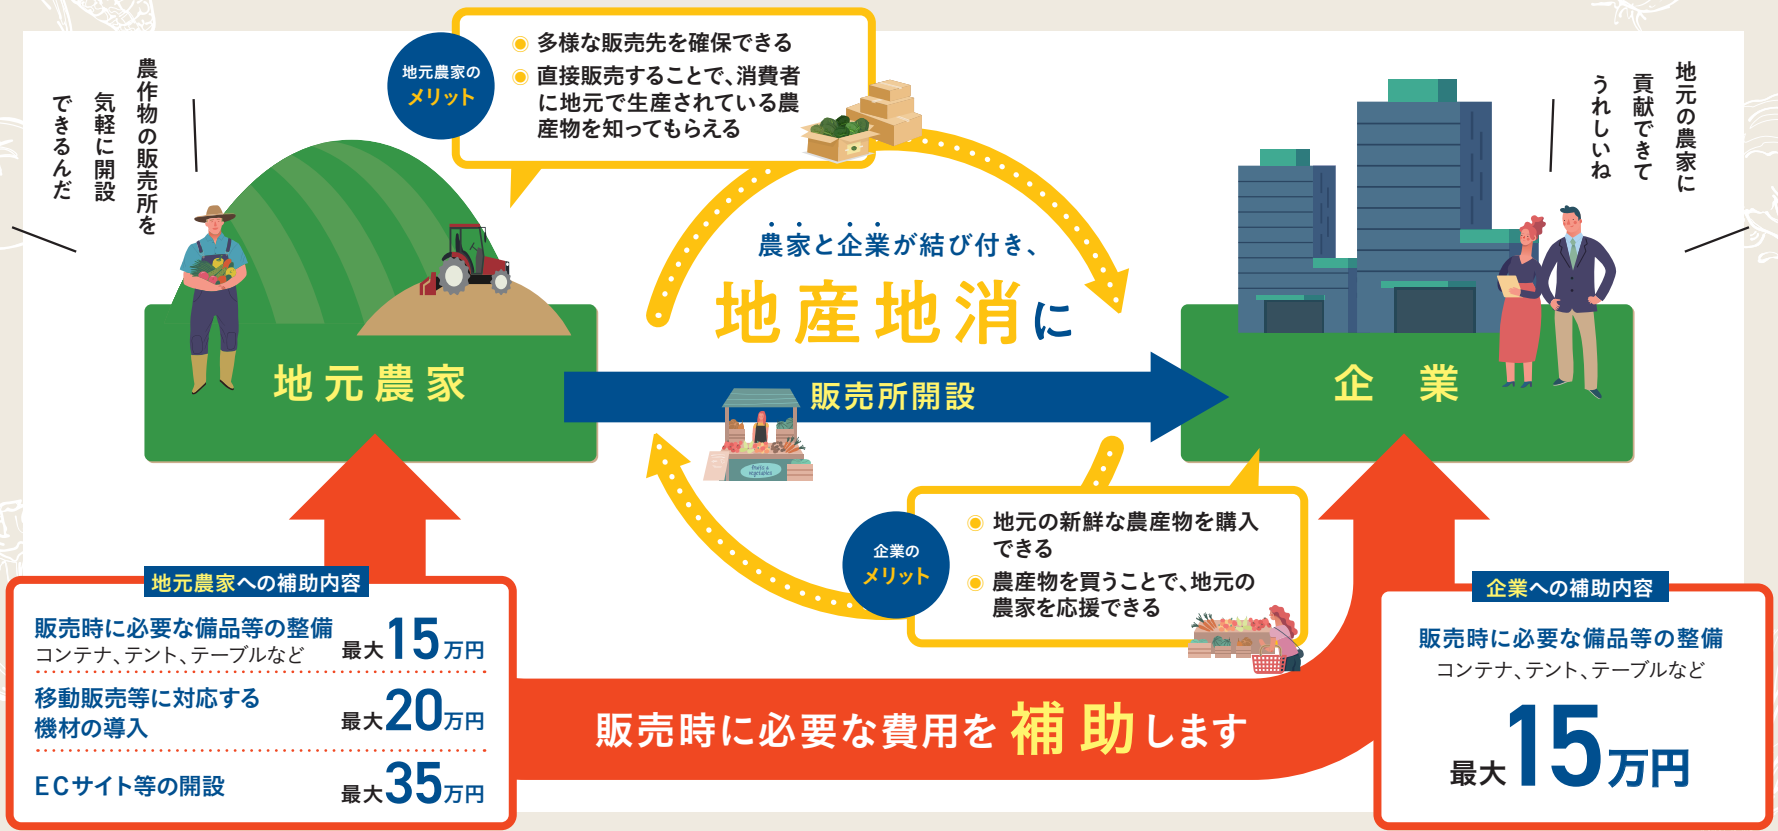 農作物の販売所を
気軽に開設
できるんだ
地元農家の
メリット
多様な販売先を確保できる
直接販売することで、消費者
に地元で生産されている農
産物を知ってもらえる
地元の農家に
貢献できて
うれしいね
農家と企業が結び付き、
地産地消に
地元農家
販売所開設
企 業
Fruits &
vegetables
企業の
メリット
地元の新鮮な農産物を購入
できる
農産物を買うことで、地元の
農家を応援できる
地元農家への補助内容
販売時に必要な備品等の整備
コンテナ、テント、テーブルなど
最大15万円
移動販売等に対応する
機材の導入
最大20万円
ECサイト等の開設
最大35万円
販売時に必要な費用を補助します
企業への補助内容
販売時に必要な備品等の整備
コンテナ、テント、テーブルなど
最大15万円